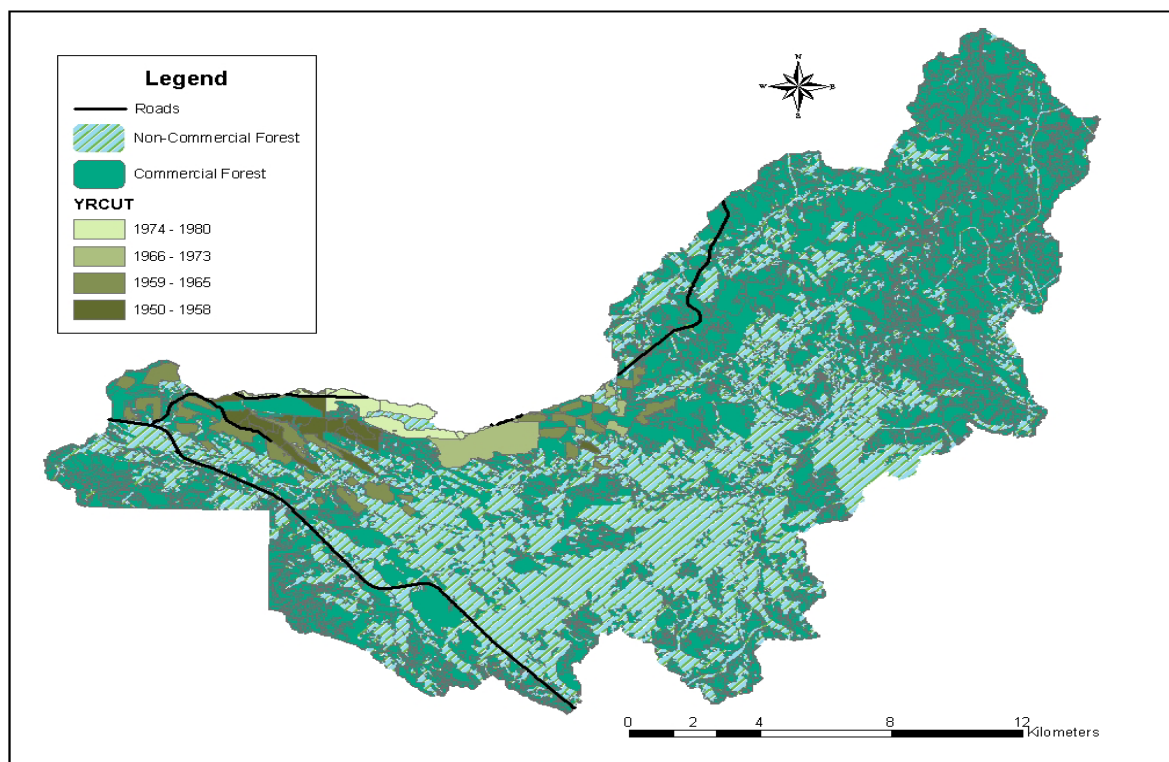 Legend
Roads
Non-Commercial Forest
Commercial Forest
YRCUT
1974 - 1980
1966 - 1973
1959 - 1965
1950 - 1958
N
W E
S
0 2 4 8 12
Kilometers